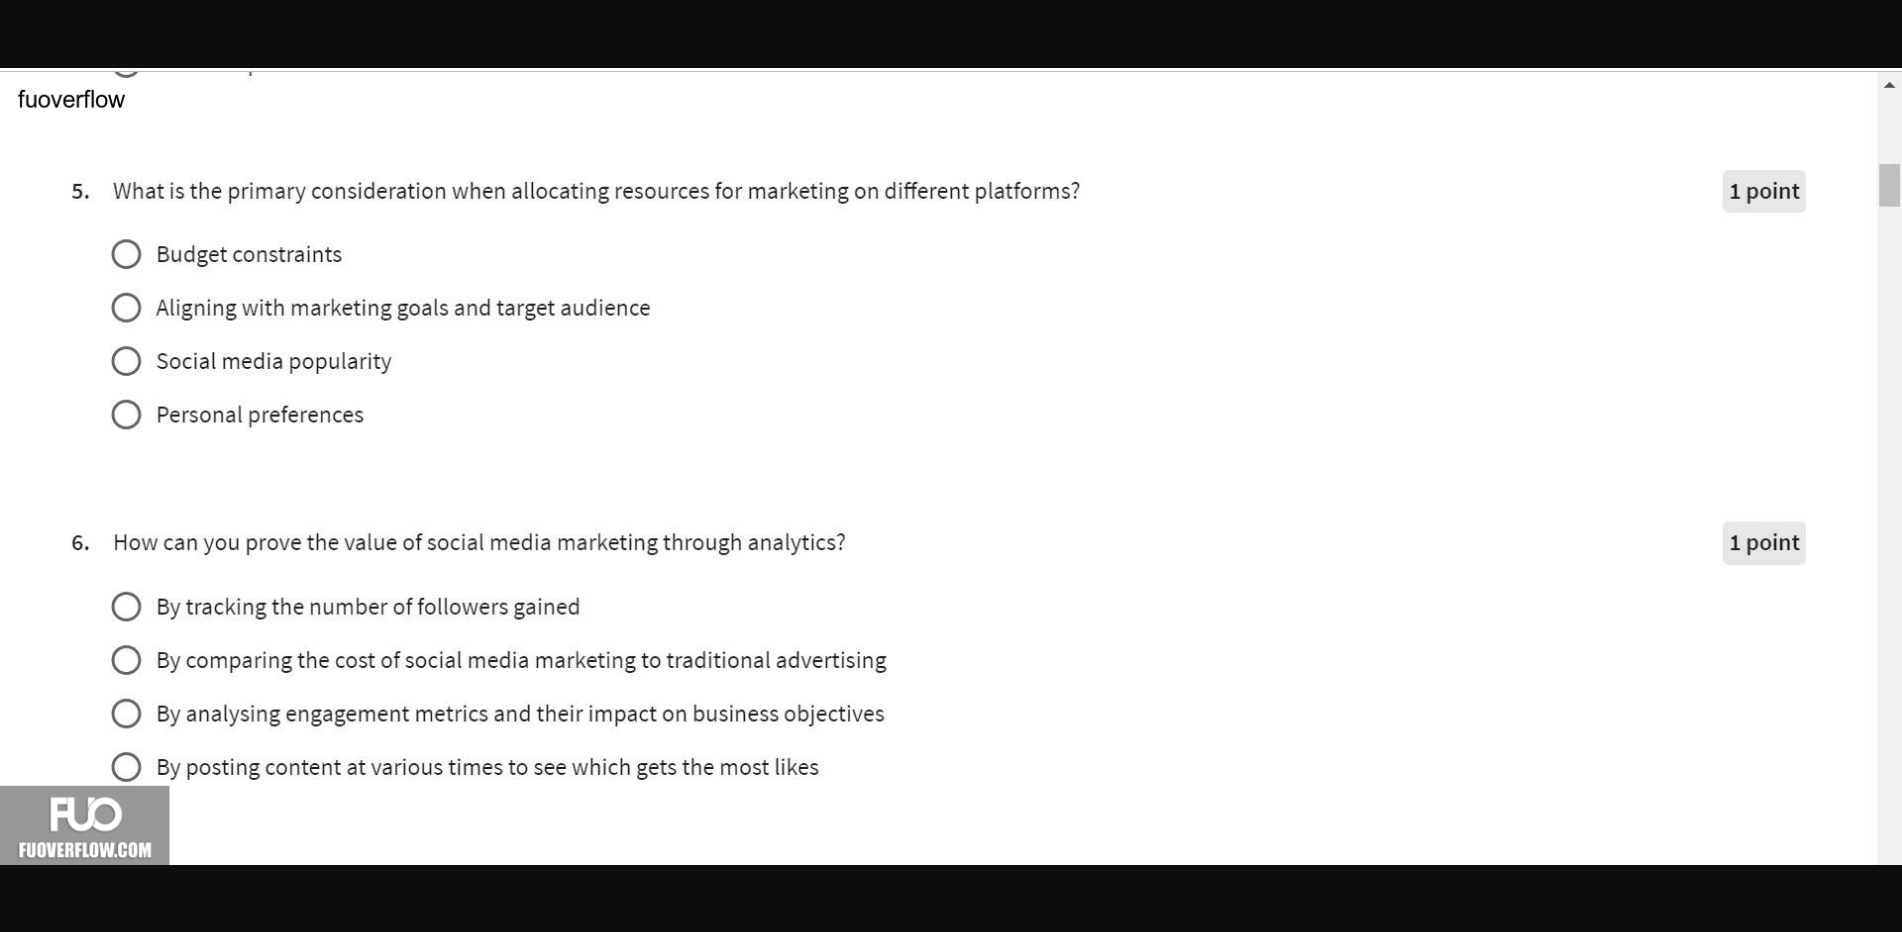 fuoverflow
5. What is the primary consideration when allocating resources for marketing on different platforms? 1 point
Budget constraints
Aligning with marketing goals and target audience
Social media popularity
Personal preferences
6. How can you prove the value of social media marketing through analytics? 1 point
By tracking the number of followers gained
By comparing the cost of social media marketing to traditional advertising
By analysing engagement metrics and their impact on business objectives
By posting content at various times to see which gets the most likes
FUO
FUOVERFLOW.COM